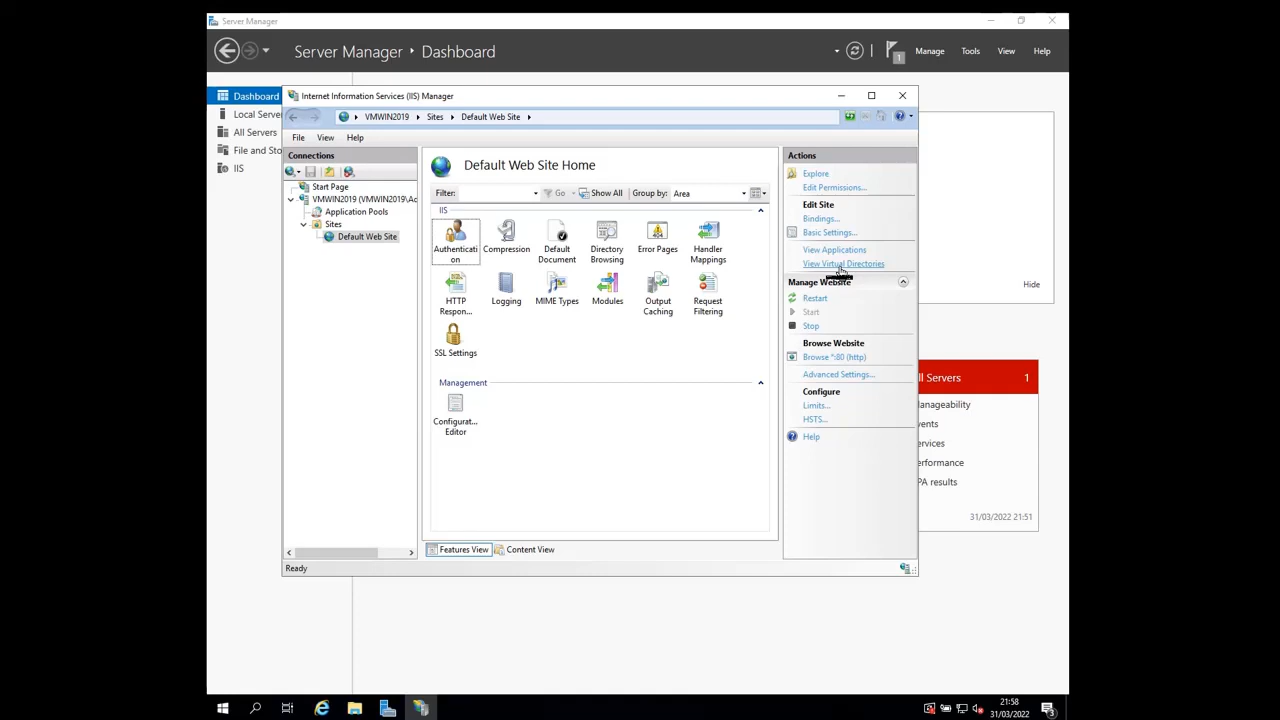 Server Manager
Server Manager • Dashboard
1
Manage
Tools
View
Help
Dashboard
Local Serve
All Servers
File and Sto
IIS
Internet Information Services (IIS) Manager
VMWIN2019
Sites
Default Web Site
File
View
Help
Connections
Start Page
VMWIN2019 (VMWIN2019\Ac
Application Pools
Sites
Default Web Site
Default Web Site Home
Filter:
Go
Show All
Group by:
Area
IIS
Authenticati
on
Compression
Default
Document
Directory
Browsing
Error Pages
Handler
Mappings
HTTP
Respon...
Logging
MIME Types
Modules
Output
Caching
Request
Filtering
SSL Settings
Management
Configurat...
Editor
Features View
Content View
Ready
Actions
Explore
Edit Permissions...
Edit Site
Bindings...
Basic Settings...
View Applications
View Virtual Directories
Manage Website
Restart
Start
Stop
Browse Website
Browse *:80 (http)
Advanced Settings...
Configure
Limits...
HSTS...
Help
Hide
ll Servers
1
anageability
vents
ervices
erformance
PA results
31/03/2022 21:51
21:58
31/03/2022
3